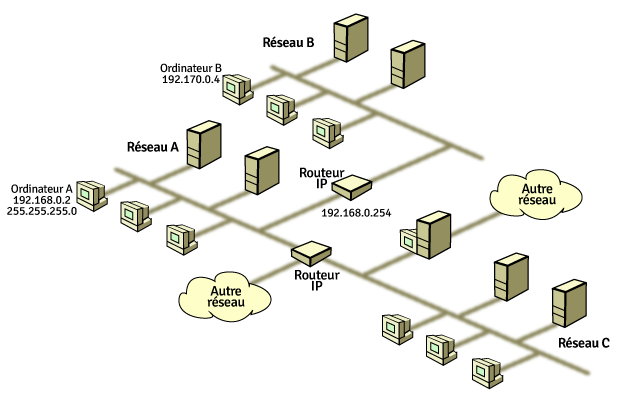 Réseau B
Ordinateur B
192.170.0.4
Réseau A
Routeur
IP
192.168.0.254
Ordinateur A
192.168.0.2
255.255.255.0
Autre
réseau
Routeur
IP
Autre
réseau
Réseau C